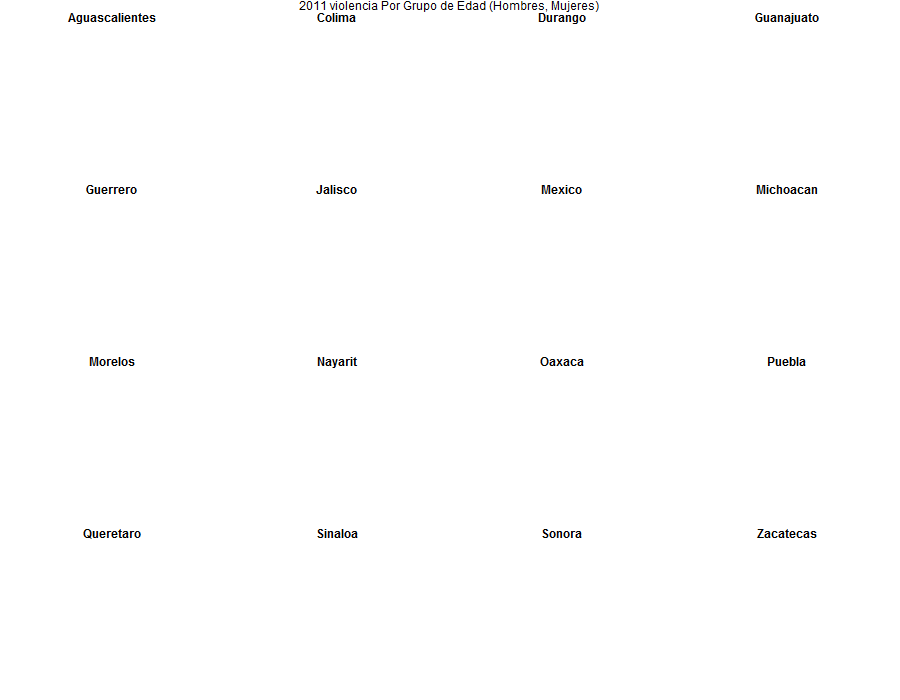 2011 violencia Por Grupo de Edad (Hombres, Mujeres)
Aguascalientes Colima Durango Guanajuato
Guerrero Jalisco Mexico Michoacan
Morelos Nayarit Oaxaca Puebla
Queretaro Sinaloa Sonora Zacatecas